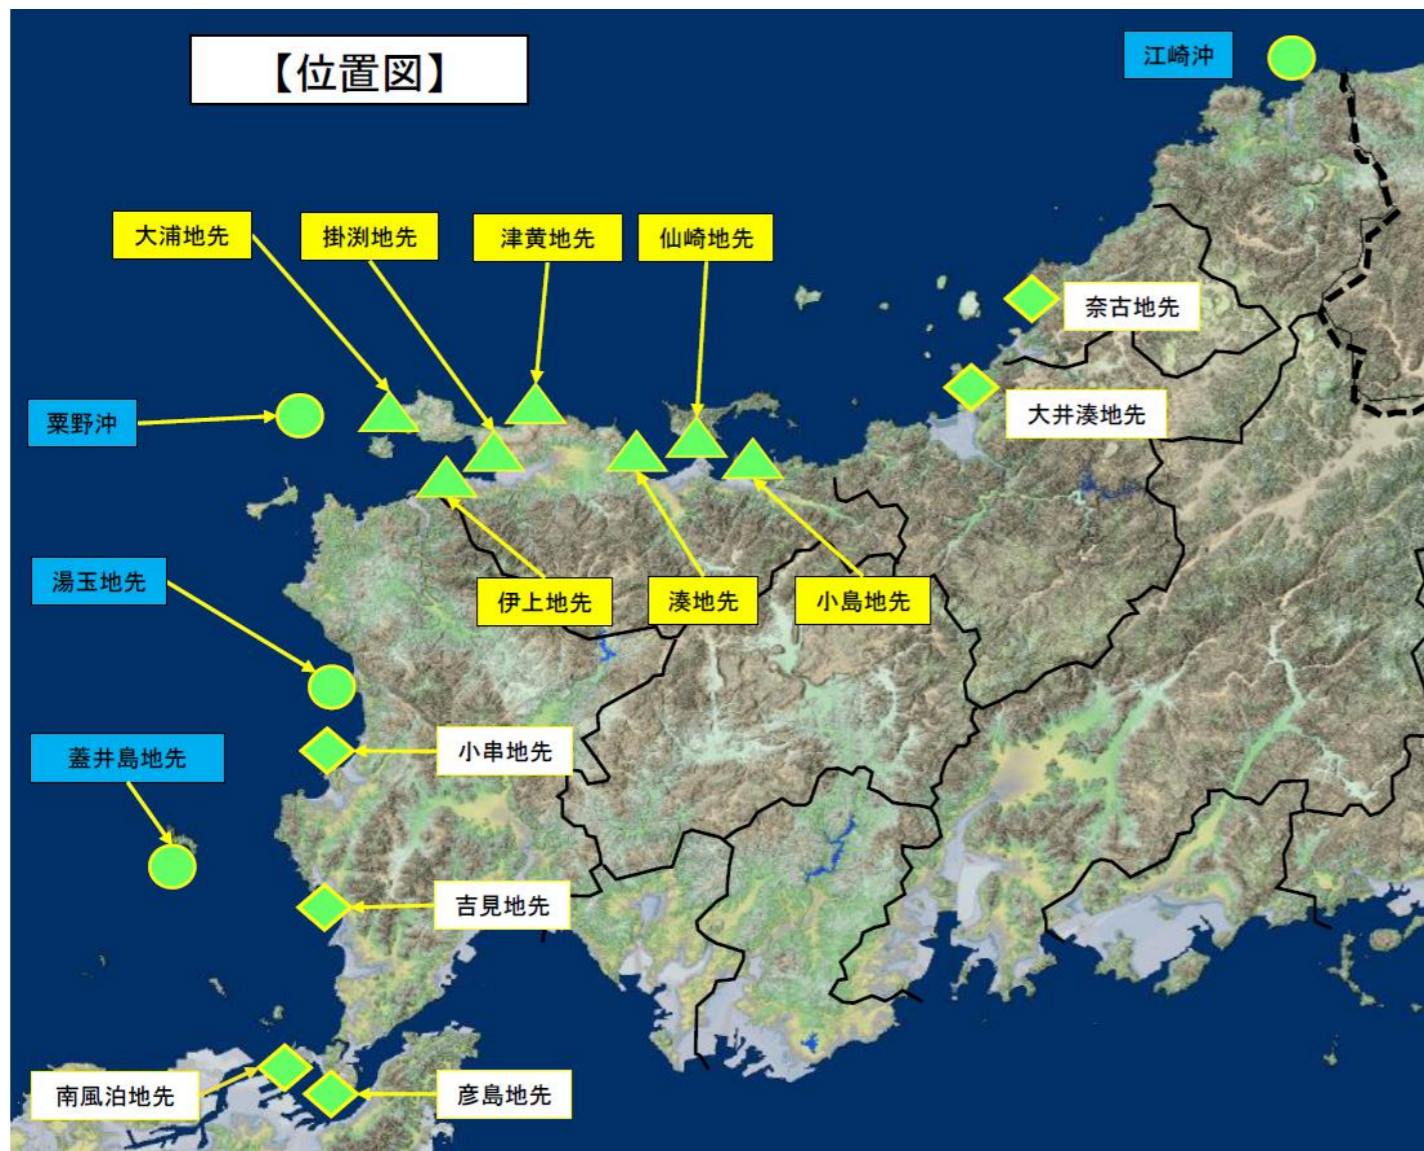 【位置図】
江崎沖
大浦地先
掛渕地先
津黄地先
仙崎地先
奈古地先
粟野沖
大井湊地先
湯玉地先
伊上地先
湊地先
小島地先
蓋井島地先
小串地先
吉見地先
南風泊地先
彦島地先